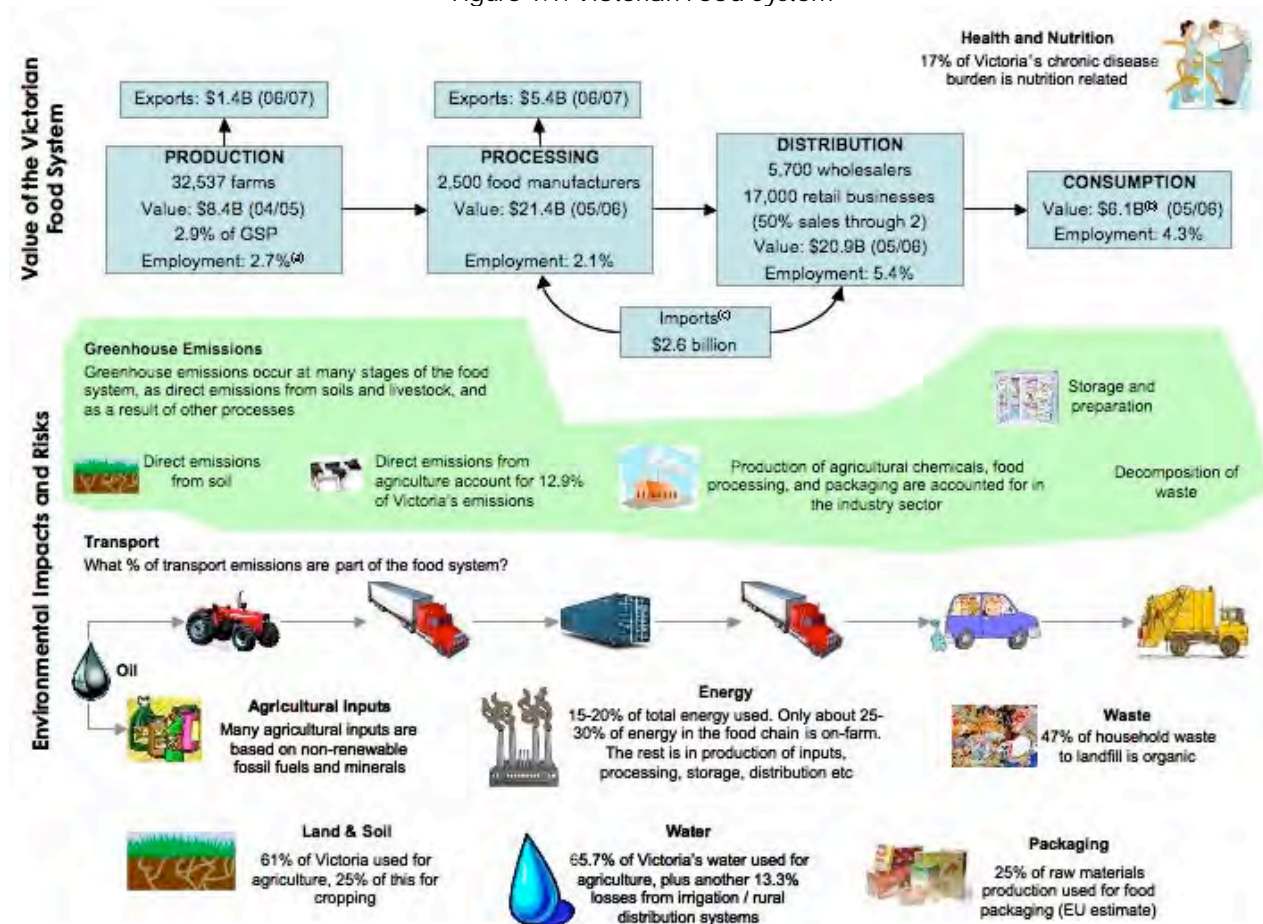 Figure 1.1: Victorian Food System
Value of the Victorian
Food System
Health and Nutrition
17% of Victoria's chronic disease
burden is nutrition related
Exports: $1.4B (06/07)
Exports: $5.4B (06/07)
PRODUCTION
32,537 farms
Value: $8.4B (04/05)
2.9% of GSP
Employment: 2.7%(a)
PROCESSING
2,500 food manufacturers
Value: $21.4B (05/06)
Employment: 2.1%
DISTRIBUTION
5,700 wholesalers
17,000 retail businesses
(50% sales through 2)
Value: $20.9B (05/06)
Employment: 5.4%
CONSUMPTION
Value: $6.1B(b) (05/06)
Employment: 4.3%
Imports(c)
$2.6 billion
Environmental Impacts and Risks
Greenhouse Emissions
Greenhouse emissions occur at many stages of the food
system, as direct emissions from soils and livestock, and
as a result of other processes
Storage and
preparation
Direct emissions
from soil
Direct emissions from
agriculture account for 12.9%
of Victoria's emissions
Production of agricultural chemicals, food
processing, and packaging are accounted for in
the industry sector
Decomposition of
waste
Transport
What % of transport emissions are part of the food system?
Oil
Agricultural Inputs
Many agricultural inputs are
based on non-renewable
fossil fuels and minerals
Energy
15-20% of total energy used. Only about 25-
30% of energy in the food chain is on-farm.
The rest is in production of inputs,
processing, storage, distribution etc
Waste
47% of household waste
to landfill is organic
Land & Soil
61% of Victoria used for
agriculture, 25% of this for
cropping
Water
65.7% of Victoria's water used for
agriculture, plus another 13.3%
losses from irrigation / rural
distribution systems
Packaging
25% of raw materials
production used for food
packaging (EU estimate)